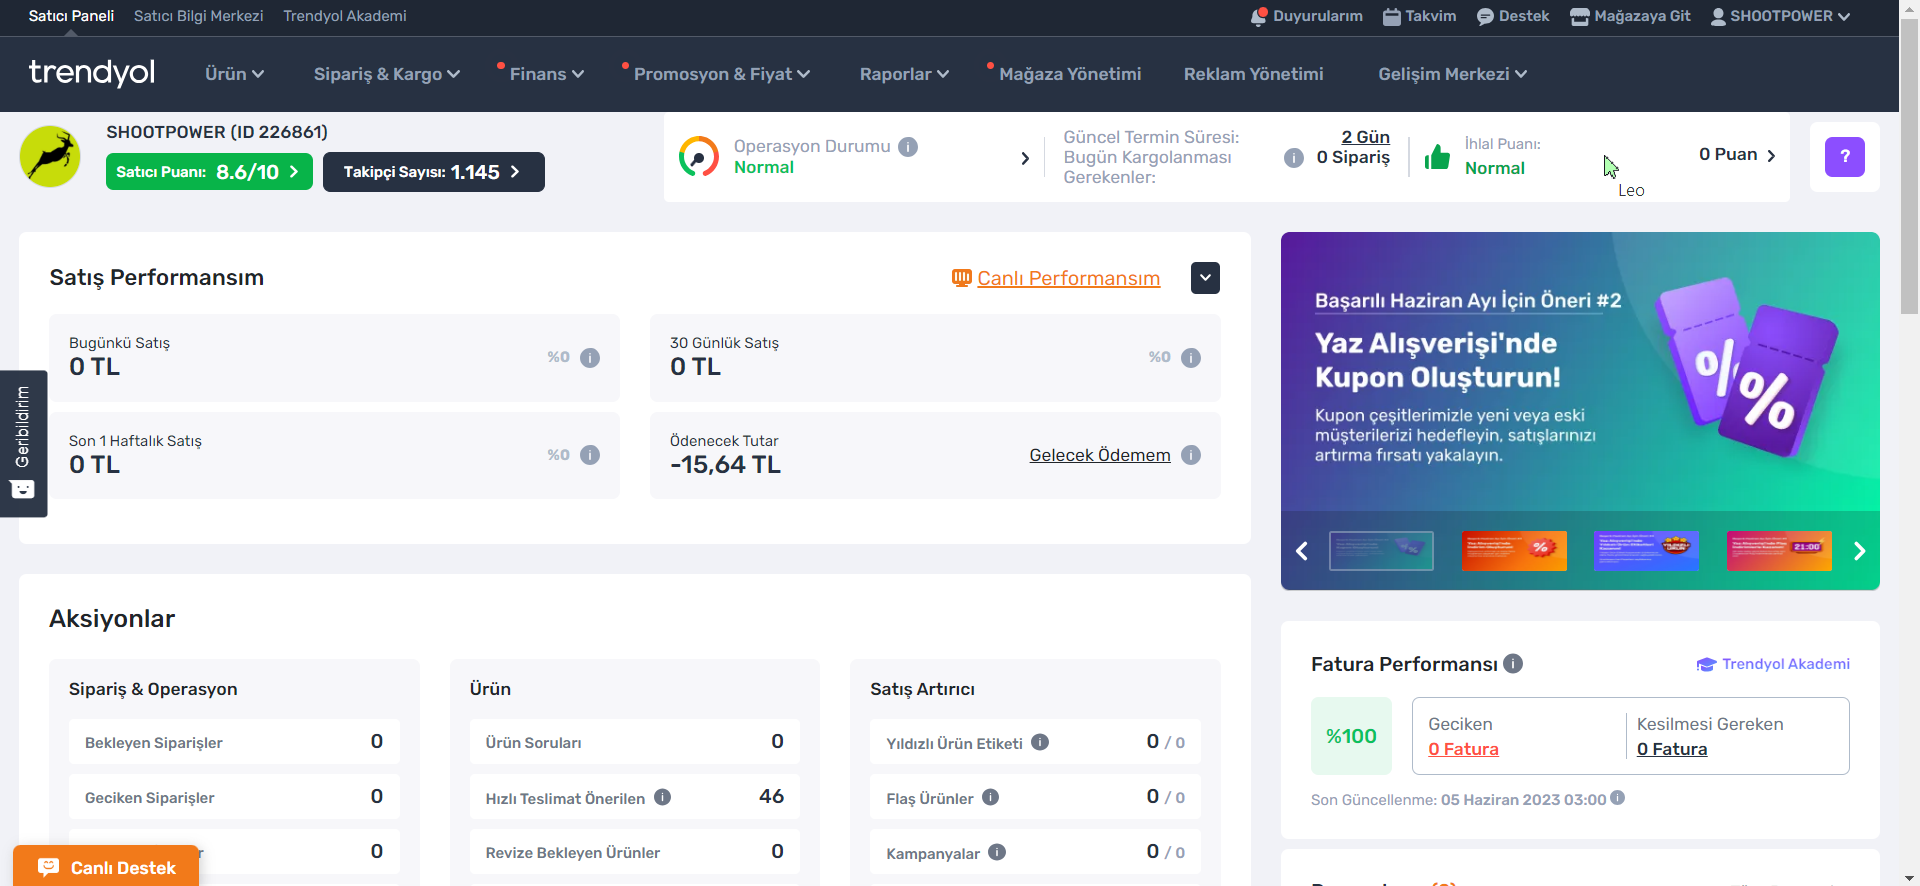 Satıcı Paneli
Satıcı Bilgi Merkezi
Trendyol Akademi
Duyurularım
Takvim
Destek
Mağazaya Git
SHOOTPOWER
trendyol
Ürün
Sipariş & Kargo
Finans
Promosyon & Fiyat
Raporlar
Mağaza Yönetimi
Reklam Yönetimi
Gelişim Merkezi
SHOOTPOWER (ID 226861)
Satıcı Puanı: 8.6/10
Takipçi Sayısı: 1.145
Operasyon Durumu
Normal
Güncel Termin Süresi: 2 Gün
Bugün Kargolanması
Gerekenler:
0 Sipariş
İhlal Puanı:
Normal
0 Puan
?
Leo
Satış Performansım
Canlı Performansım
Bugünkü Satış
0 TL
%0
30 Günlük Satış
0 TL
%0
Son 1 Haftalık Satış
0 TL
%0
Ödenecek Tutar
-15,64 TL
Gelecek Ödemem
Geribildirim
Başarılı Haziran Ayı İçin Öneri #2
Yaz Alışverişi'nde
Kupon Oluşturun!
Kupon çeşitlerimizle yeni veya eski
müşterilerinizi hedefleyin, satışlarınızı
artırma fırsatı yakalayın.
%
%
%
21:00
Aksiyonlar
Sipariş & Operasyon
Bekleyen Siparişler 0
Geciken Siparişler 0
0
Ürün
Ürün Soruları 0
Hızlı Teslimat Önerilen 46
Revize Bekleyen Ürünler 0
Satış Artırıcı
Yıldızlı Ürün Etiketi 0 / 0
Flaş Ürünler 0 / 0
Kampanyalar 0 / 0
Canlı Destek
Fatura Performansı
Trendyol Akademi
%100
Geciken
0 Fatura
Kesilmesi Gereken
0 Fatura
Son Güncellenme: 05 Haziran 2023 03:00